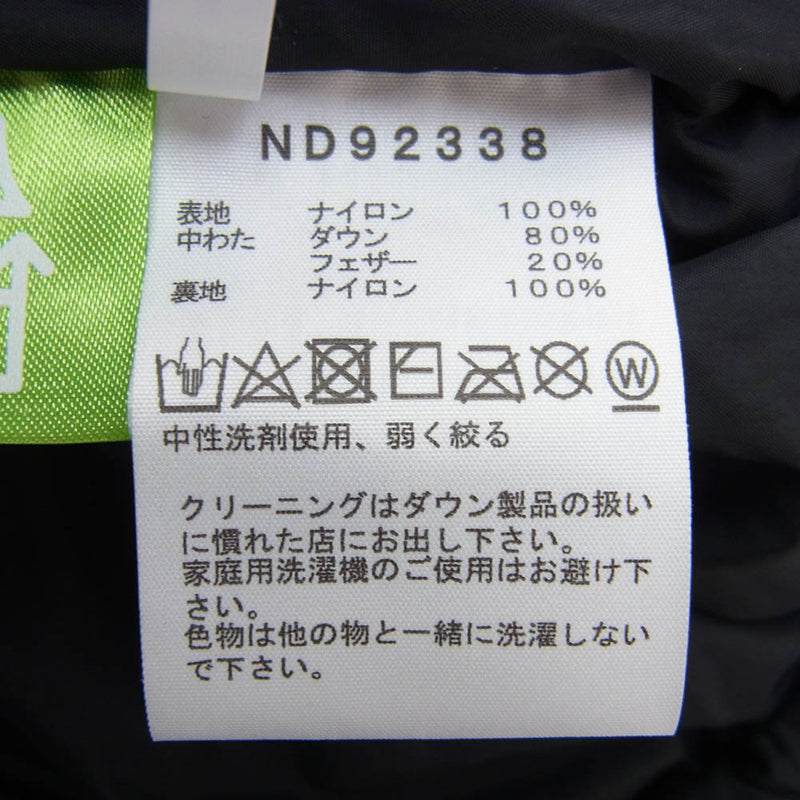 ND92338
表地 ナイロン 100%
中わた ダウン 80%
フェザー 20%
裏地 ナイロン 100%
W
中性洗剤使用、弱く絞る
クリーニングはダウン製品の扱い
に慣れた店にお出し下さい。
家庭用洗濯機のご使用はお避け下
さい。
色物は他の物と一緒に洗濯しない
で下さい。